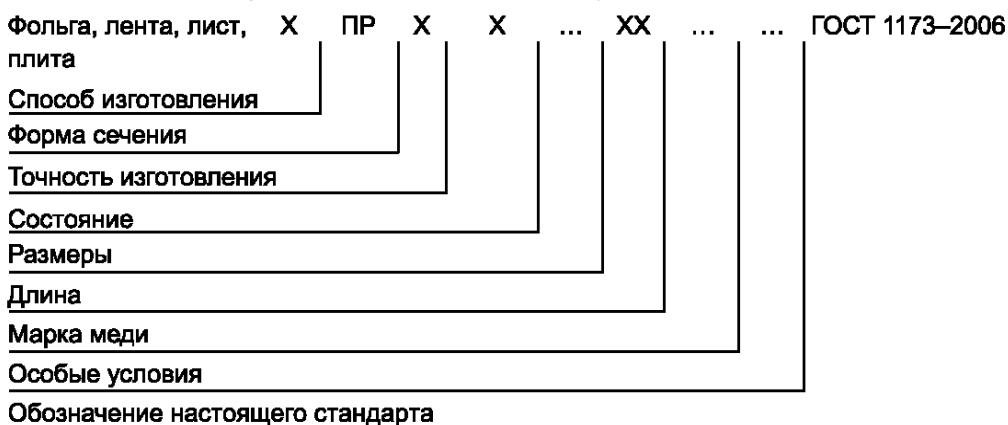 Фольга, лента, лист, Х ПР Х Х ... ХХ ... ... ГОСТ 1173–2006
плита
Способ изготовления
Форма сечения
Точность изготовления
Состояние
Размеры
Длина
Марка меди
Особые условия
Обозначение настоящего стандарта